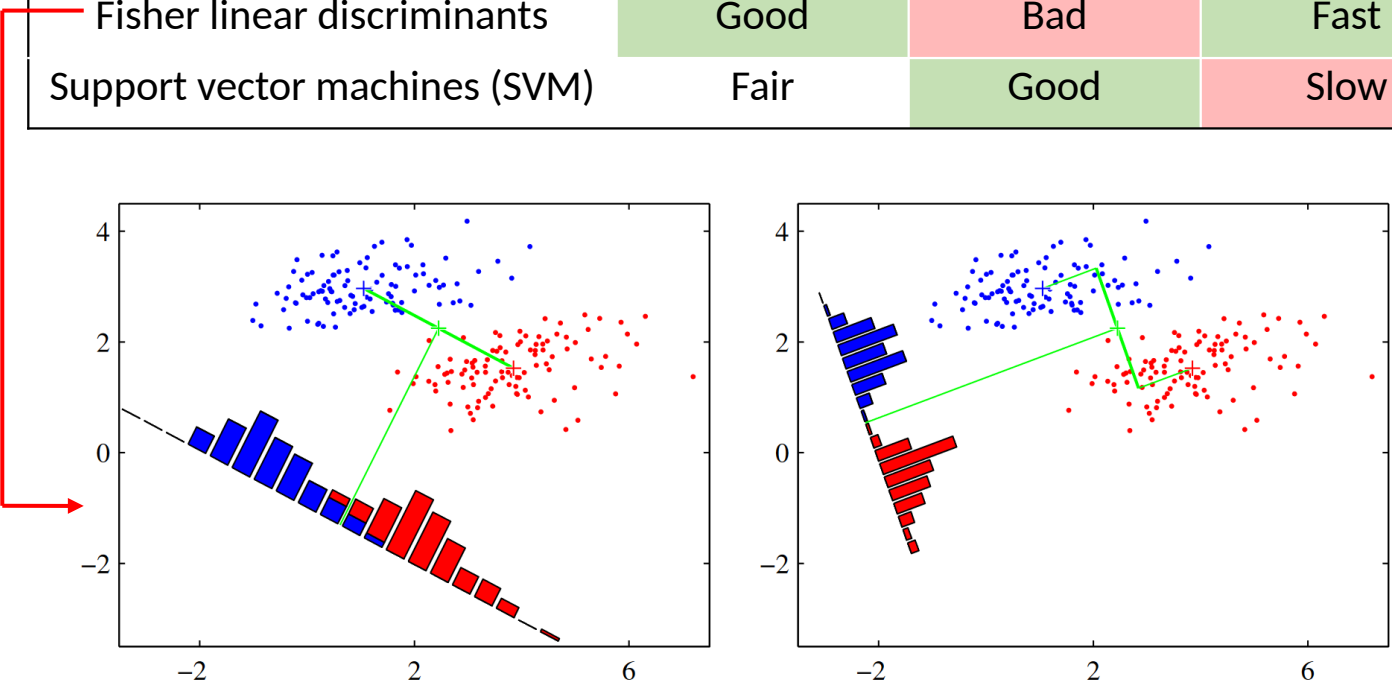 Fisher linear discriminants Good Bad Fast
Support vector machines (SVM) Fair Good Slow
4 4
2 2
0 0
−2 −2
−2 2 6 −2 2 6